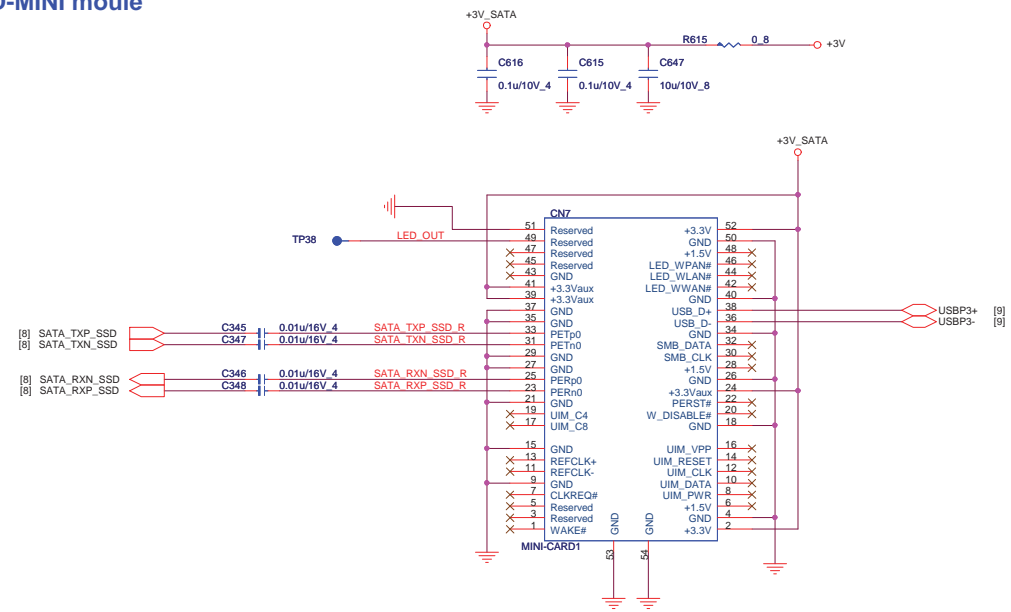 D-MINI moule
+3V_SATA
R615 0_8 +3V
C616 C615 C647
0.1u/10V_4 0.1u/10V_4 10u/10V_8
+3V_SATA
CN7
51 Reserved +3.3V 52
TP38 LED_OUT 49 Reserved GND 50
47 Reserved +1.5V 48
45 Reserved LED_WPAN# 46
43 GND LED_WLAN# 44
41 +3.3Vaux LED_WWAN# 42
39 +3.3Vaux GND 40
37 GND USB_D+ 38 USBP3+ [9]
35 GND USB_D- 36 USBP3- [9]
[8] SATA_TXP_SSD C345 0.01u/16V_4 SATA_TXP_SSD_R 33 PETp0 GND 34
[8] SATA_TXN_SSD C347 0.01u/16V_4 SATA_TXN_SSD_R 31 PETn0 SMB_DATA 32
29 GND SMB_CLK 30
27 GND +1.5V 28
[8] SATA_RXN_SSD C346 0.01u/16V_4 SATA_RXN_SSD_R 25 PERp0 GND 26
[8] SATA_RXP_SSD C348 0.01u/16V_4 SATA_RXP_SSD_R 23 PERn0 +3.3Vaux 24
21 GND PERST# 22
19 UIM_C4 W_DISABLE# 20
17 UIM_C8 GND 18
15 GND UIM_VPP 16
13 REFCLK+ UIM_RESET 14
11 REFCLK- UIM_CLK 12
9 GND UIM_DATA 10
7 CLKREQ# UIM_PWR 8
5 Reserved +1.5V 6
3 Reserved GND 4
1 WAKE# +3.3V 2
GND GND
MINI-CARD1
53 54